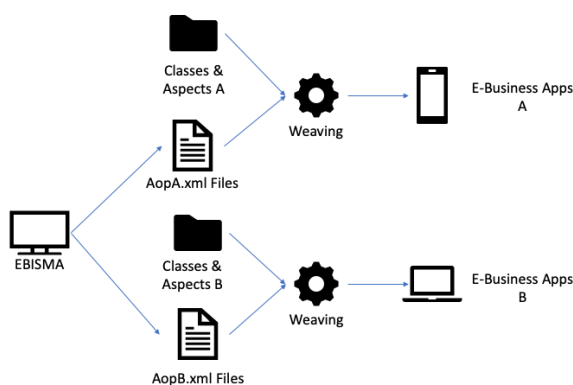 Classes &
Aspects A
Weaving
E-Business Apps
A
AopA.xml Files
EBISMA
Classes &
Aspects B
Weaving
E-Business Apps
B
AopB.xml Files